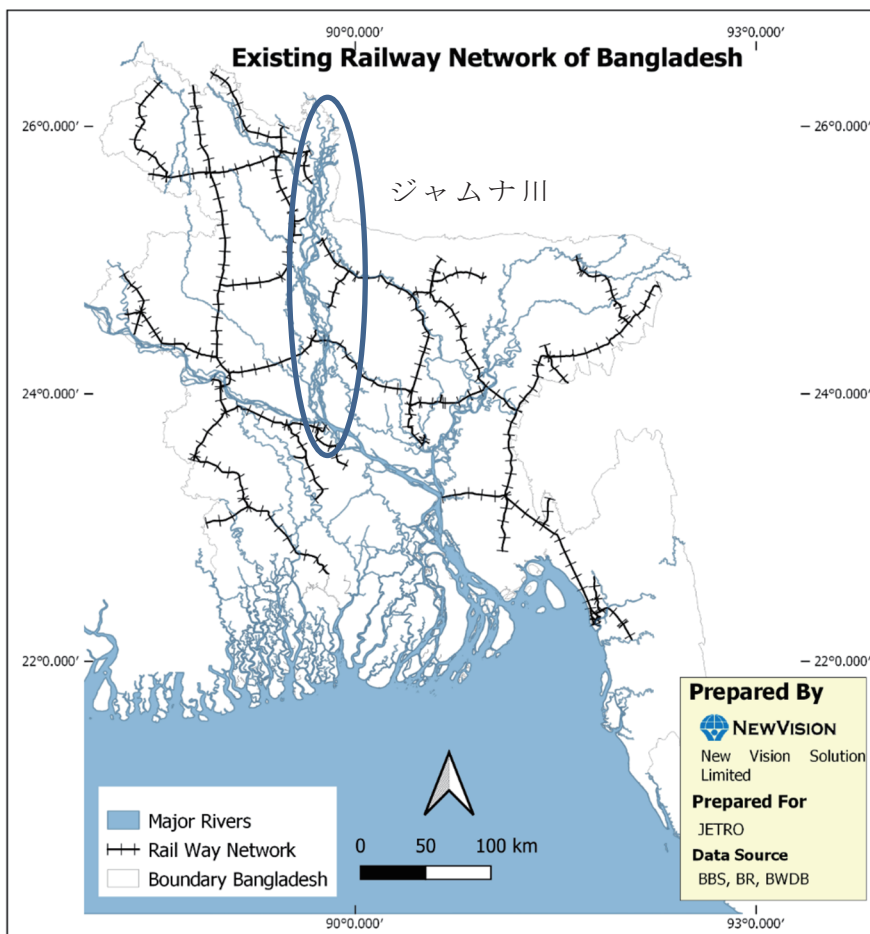 90°0.000'
93°0.000'
Existing Railway Network of Bangladesh
26°0.000'
26°0.000'
ジャムナ川
24°0.000'
24°0.000'
22°0.000'
22°0.000'
Prepared By
NEWVISION
New Vision Solution
Limited
Prepared For
JETRO
Data Source
BBS, BR, BWDB
Major Rivers
Rail Way Network
Boundary Bangladesh
0 50 100 km
90°0.000'
93°0.000'